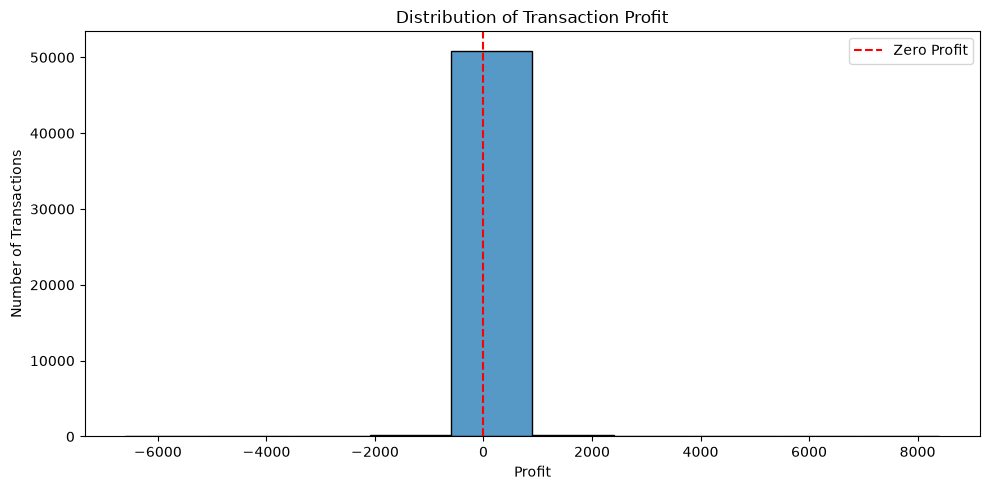 Distribution of Transaction Profit
Zero Profit
Number of Transactions
50000
40000
30000
20000
10000
0
−6000 −4000 −2000 0 2000 4000 6000 8000
Profit